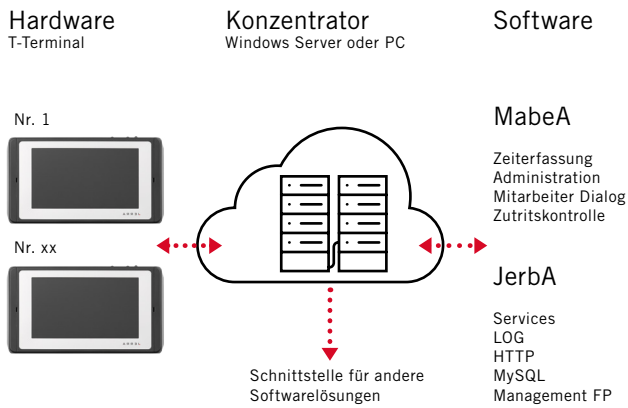 Hardware
T-Terminal
Konzentrator
Windows Server oder PC
Software
Nr. 1
Nr. xx
MabeA
Zeiterfassung
Administration
Mitarbeiter Dialog
Zutritskontrolle
JerbA
Services
LOG
HTTP
MySQL
Management FP
Schnittstelle für andere
Softwarelösungen